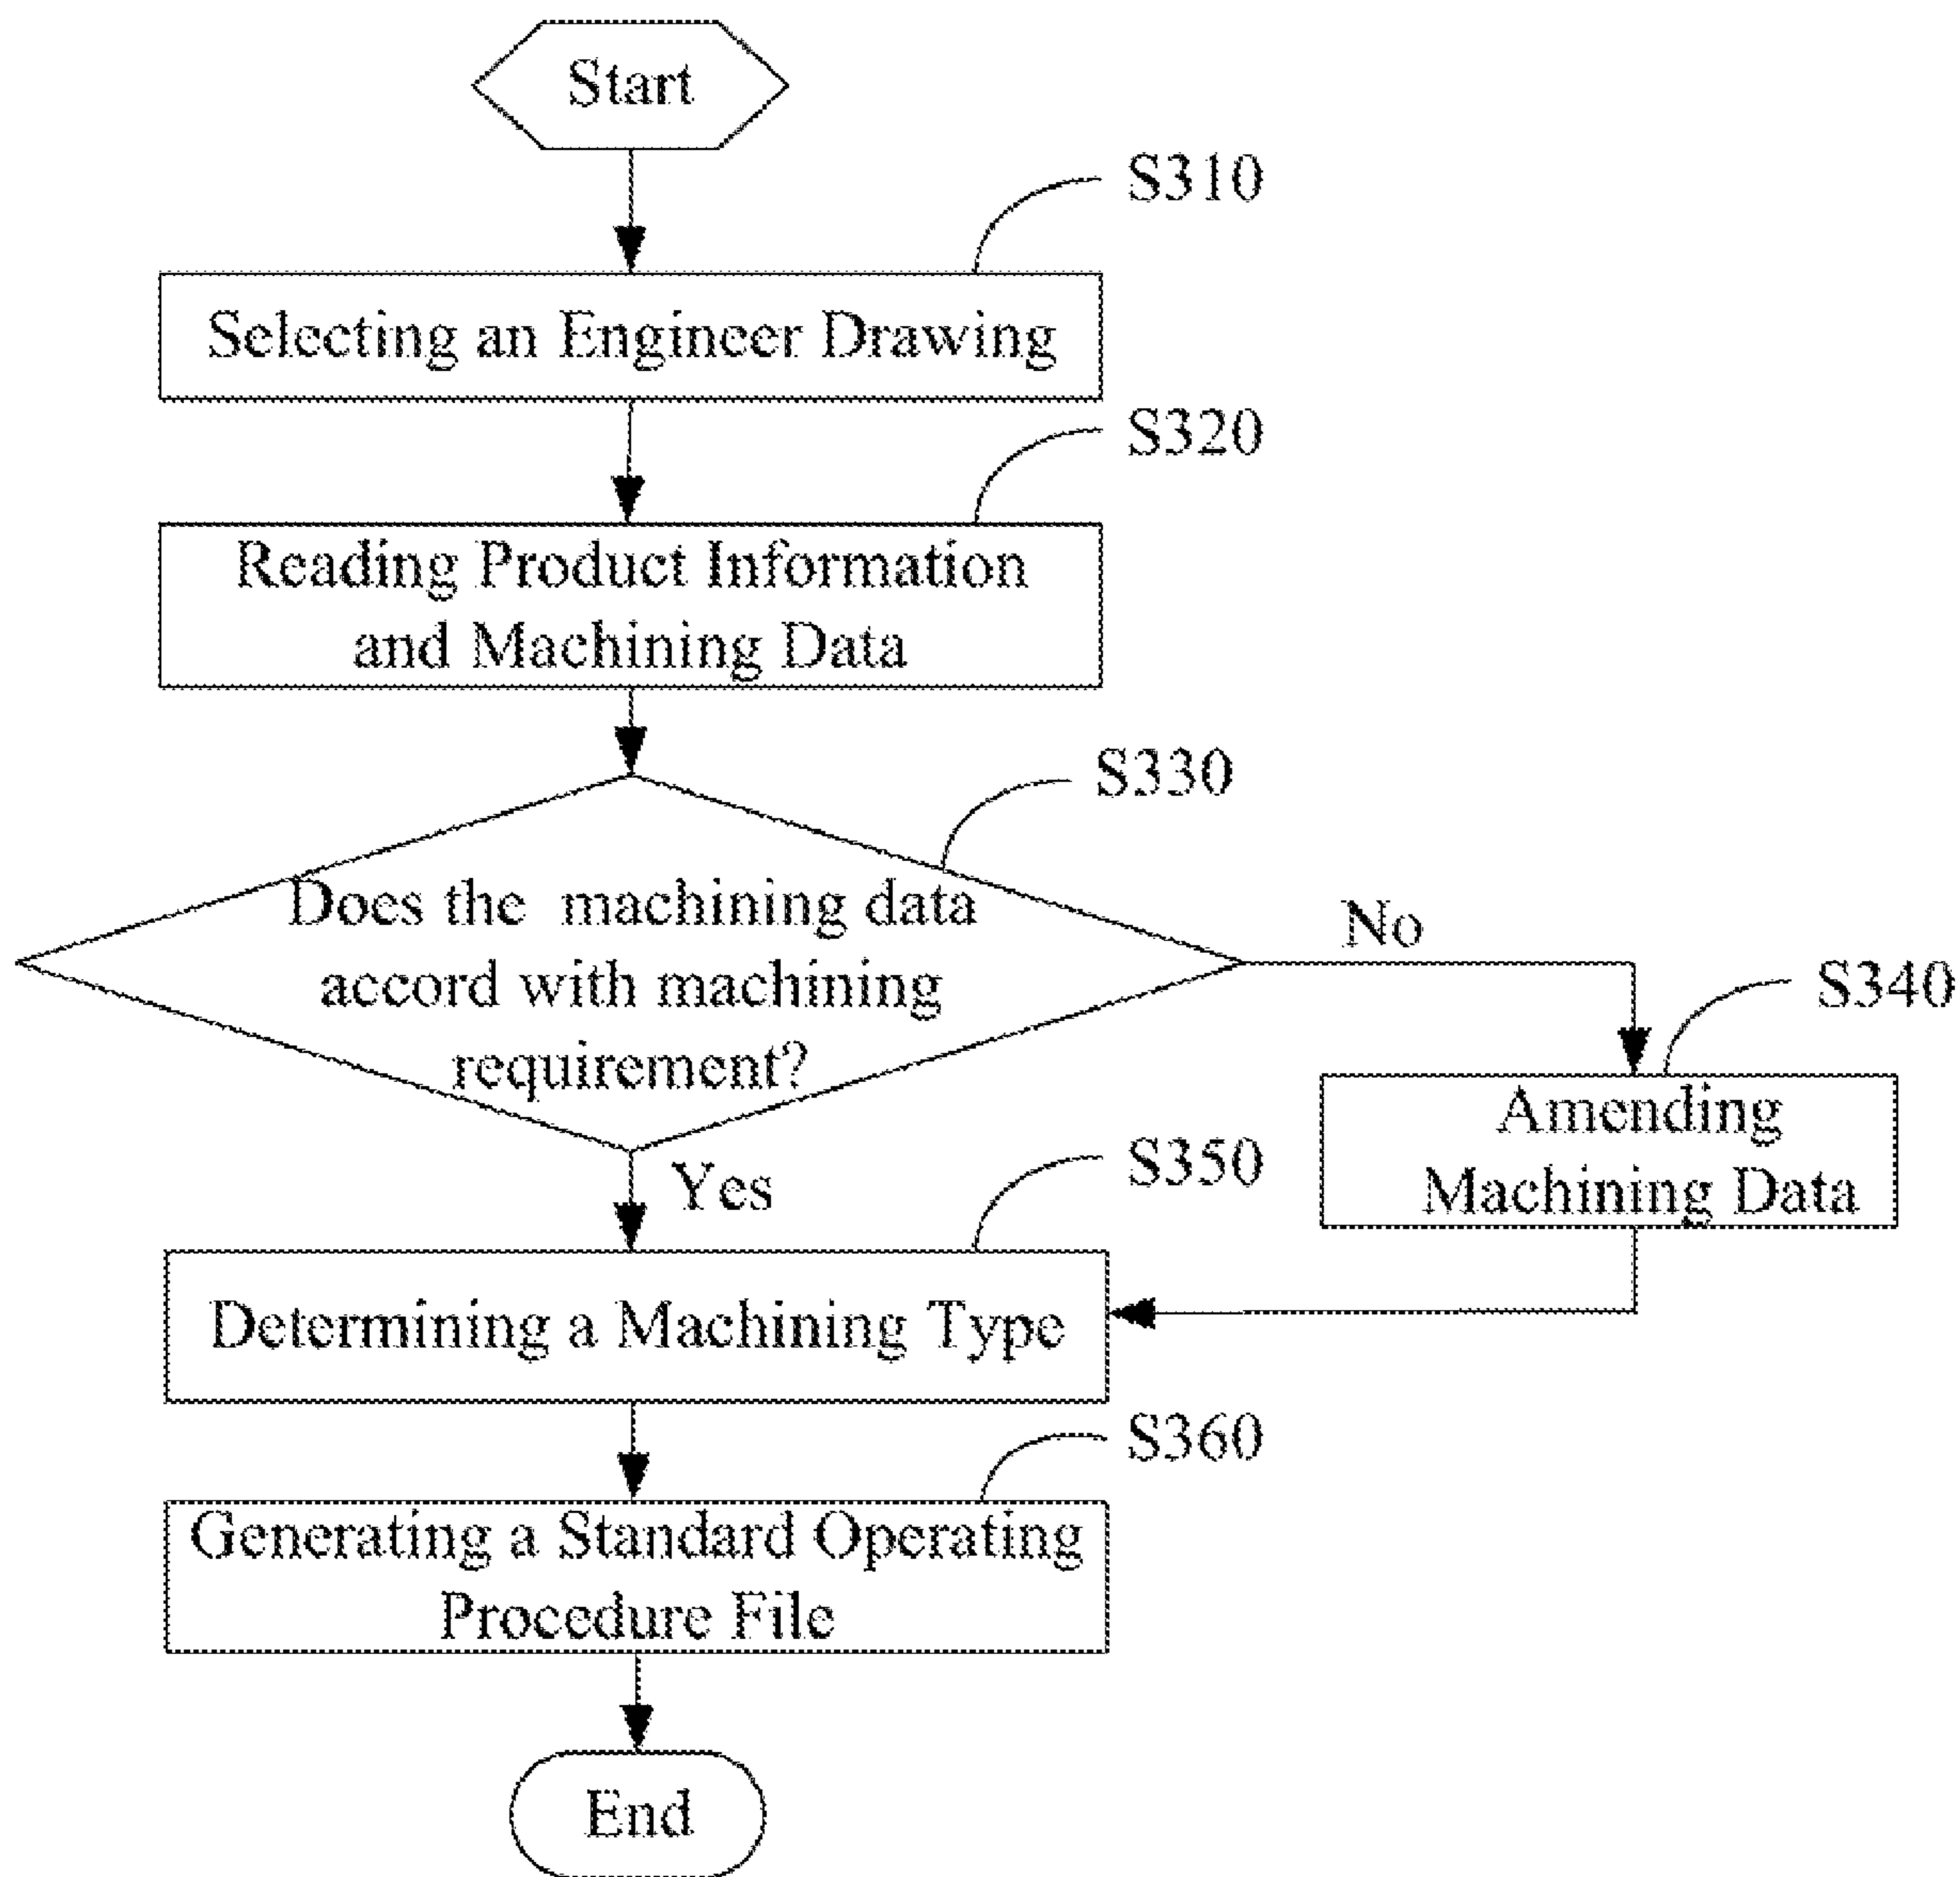 Start
S310
Selecting an Engineer Drawing
S320
Reading Product Information
and Machining Data
S330
Does the machining data
accord with machining
requirement?
No
S340
Amending
Machining Data
Yes
S350
Determining a Machining Type
S360
Generating a Standard Operating
Procedure File
End